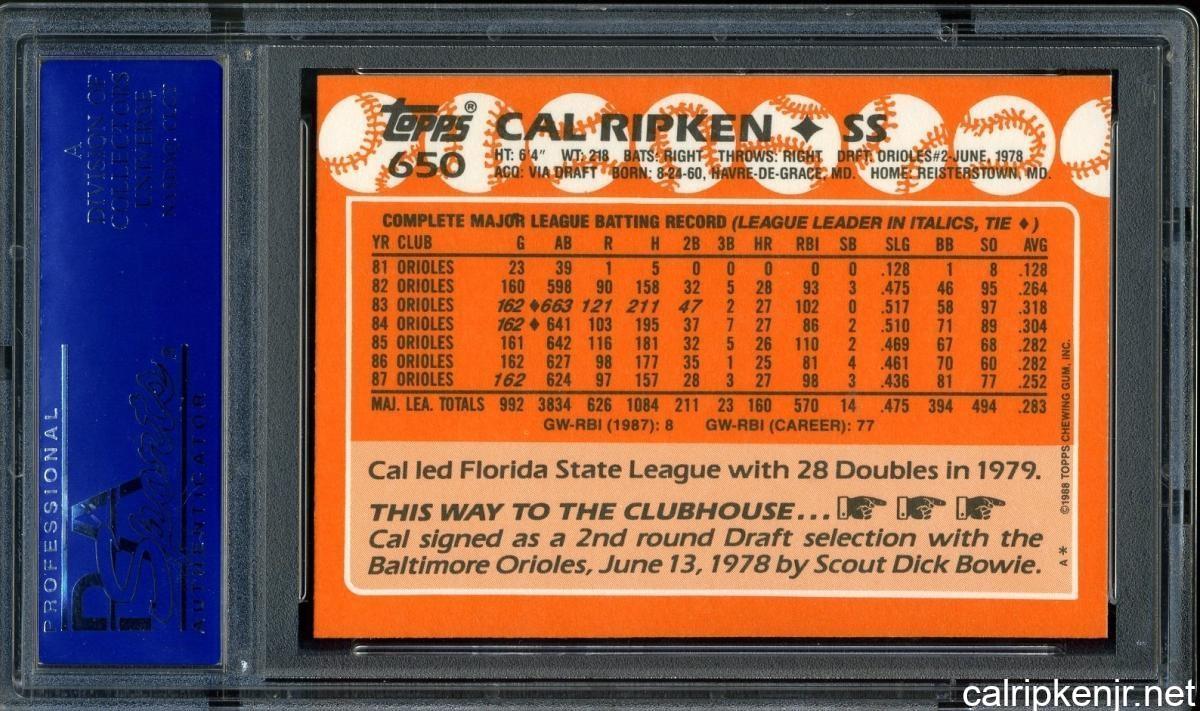 A
DIVISION OF
COLLECTORS
UNIVERSE
NASDAQ: CLCT
PROFESSIONAL
PSA
Sports
AUTHENTICATOR
topps®
650
CAL RIPKEN ♦ SS
HT: 6'4" WT: 218 BATS: RIGHT THROWS: RIGHT DRFT: ORIOLES#2-JUNE, 1978
ACQ: VIA DRAFT BORN: 8-24-60, HAVRE-DE-GRACE, MD. HOME: REISTERSTOWN, MD.
COMPLETE MAJOR LEAGUE BATTING RECORD (LEAGUE LEADER IN ITALICS, TIE ♦)
YR CLUB G AB R H 2B 3B HR RBI SB SLG BB SO AVG
81 ORIOLES 23 39 1 5 0 0 0 0 0 .128 1 8 .128
82 ORIOLES 160 598 90 158 32 5 28 93 3 .475 46 95 .264
83 ORIOLES 162 ♦663 121 211 47 2 27 102 0 .517 58 97 .318
84 ORIOLES 162 ♦ 641 103 195 37 7 27 86 2 .510 71 89 .304
85 ORIOLES 161 642 116 181 32 5 26 110 2 .469 67 68 .282
86 ORIOLES 162 627 98 177 35 1 25 81 4 .461 70 60 .282
87 ORIOLES 162 624 97 157 28 3 27 98 3 .436 81 77 .252
MAJ. LEA. TOTALS 992 3834 626 1084 211 23 160 570 14 .475 394 494 .283
GW-RBI (1987): 8 GW-RBI (CAREER): 77
Cal led Florida State League with 28 Doubles in 1979.
THIS WAY TO THE CLUBHOUSE...
Cal signed as a 2nd round Draft selection with the
Baltimore Orioles, June 13, 1978 by Scout Dick Bowie.
©1988 TOPPS CHEWING GUM, INC.
A*
calripkenjr.net